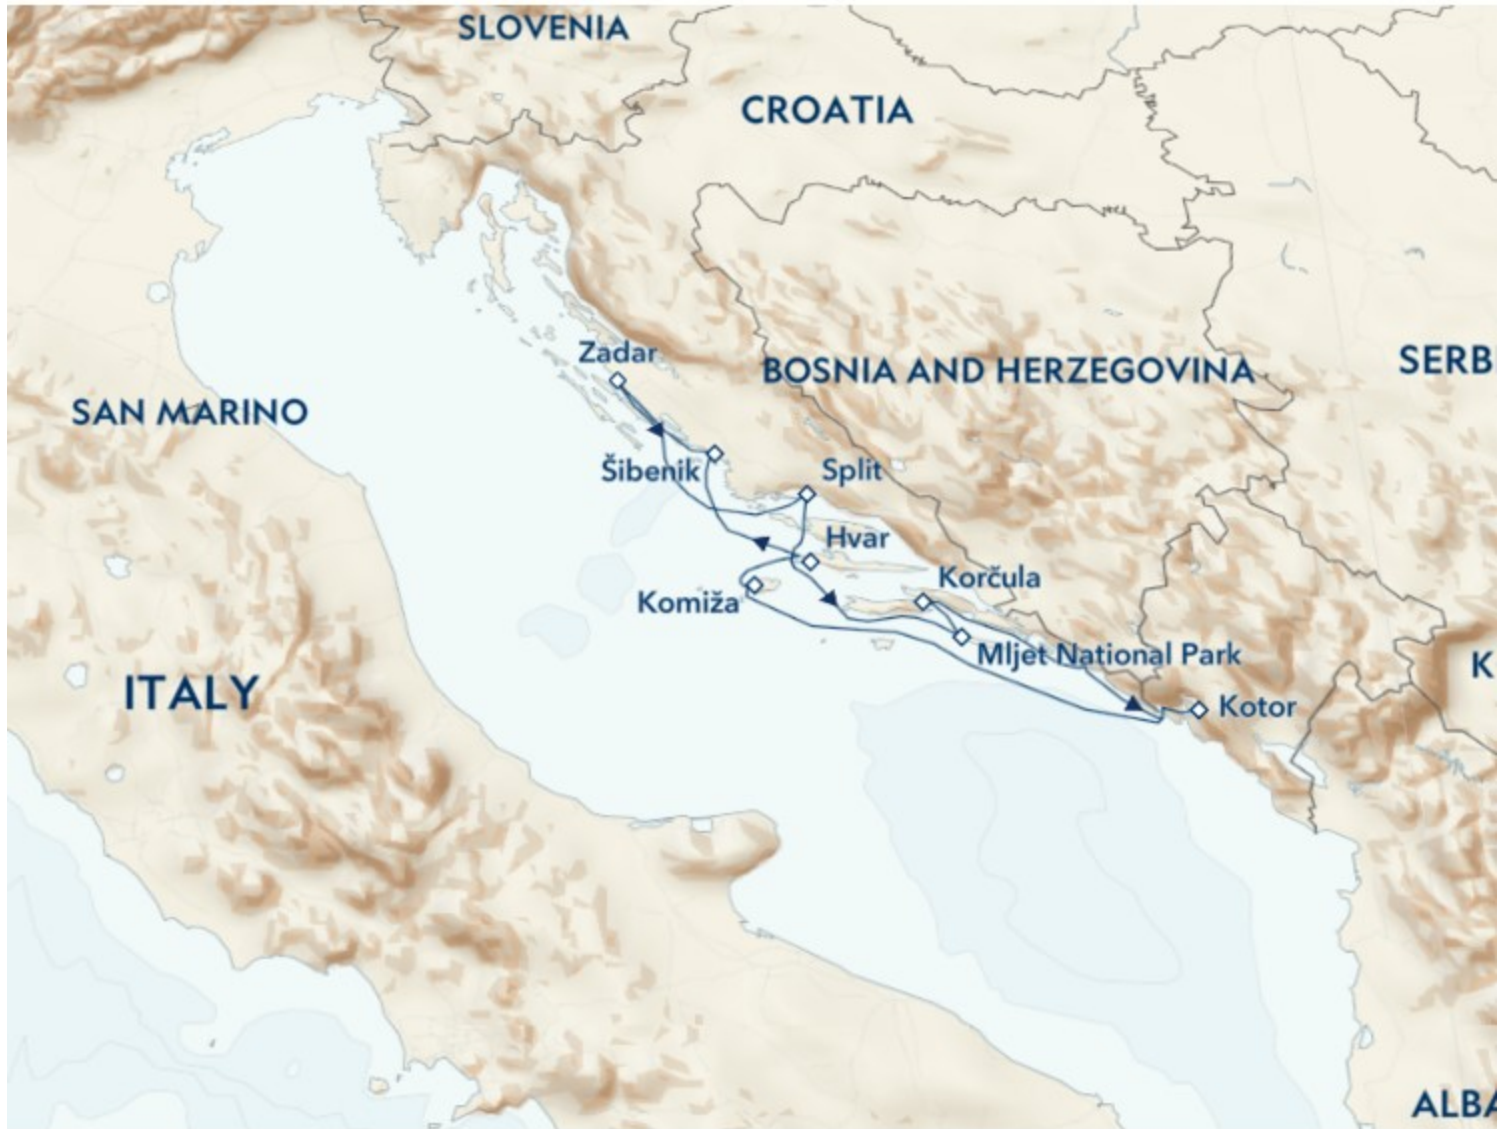 SLOVENIA
CROATIA
Zadar
BOSNIA AND HERZEGOVINA
SERB
SAN MARINO
Šibenik
Split
Hvar
Korčula
Komiža
Mljet National Park
K
ITALY
Kotor
ALBA